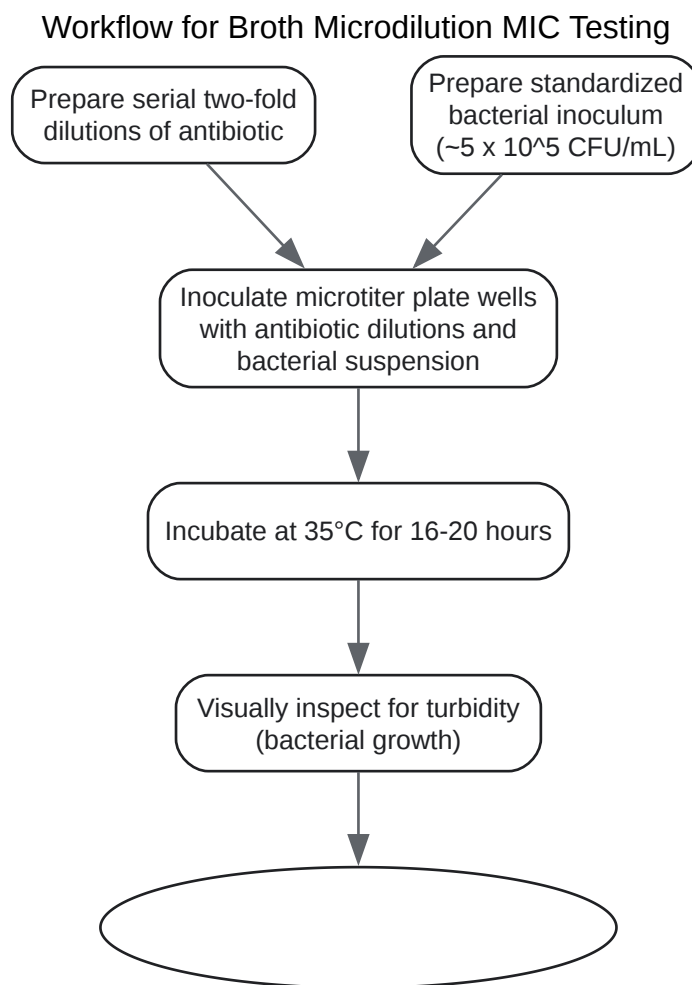 Workflow for Broth Microdilution MIC Testing
Prepare serial two-fold
dilutions of antibiotic
Prepare standardized
bacterial inoculum
(~5 x 10^5 CFU/mL)
Inoculate microtiter plate wells
with antibiotic dilutions and
bacterial suspension
Incubate at 35°C for 16-20 hours
Visually inspect for turbidity
(bacterial growth)